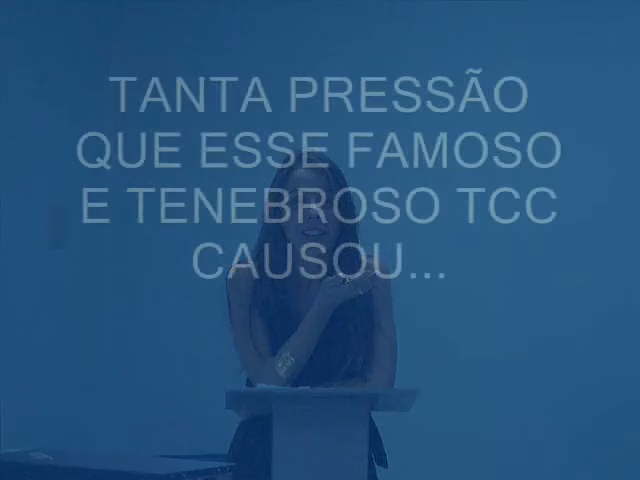 TANTA PRESSÃO
QUE ESSE FAMOSO
E TENEBROSO TCC
CAUSOU...